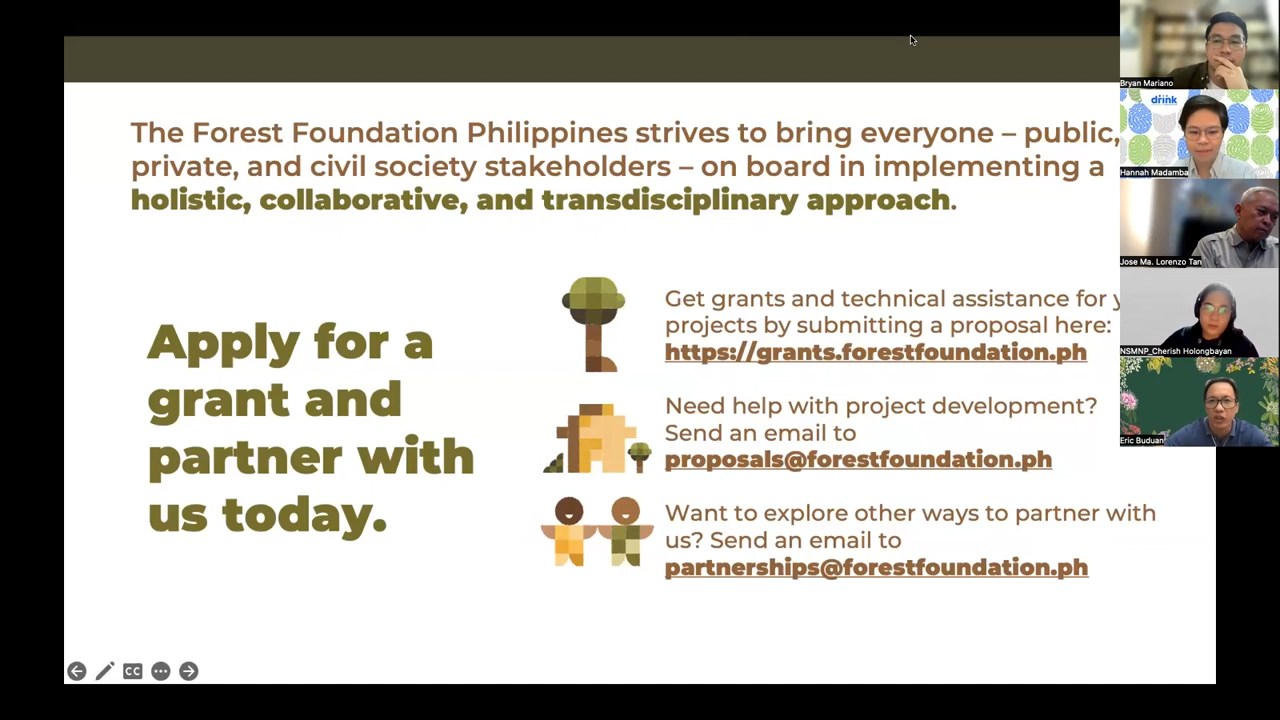 The Forest Foundation Philippines strives to bring everyone – public,
private, and civil society stakeholders – on board in implementing a
holistic, collaborative, and transdisciplinary approach.
Apply for a
grant and
partner with
us today.
Get grants and technical assistance for
projects by submitting a proposal here:
https://grants.forestfoundation.ph
Need help with project development?
Send an email to
proposals@forestfoundation.ph
Want to explore other ways to partner with
us? Send an email to
partnerships@forestfoundation.ph
CC
Bryan Mariano
drink
Hannah Madamba
Jose Ma. Lorenzo Tan
NSMNP_Cherish Holongbayan
Eric Buduan